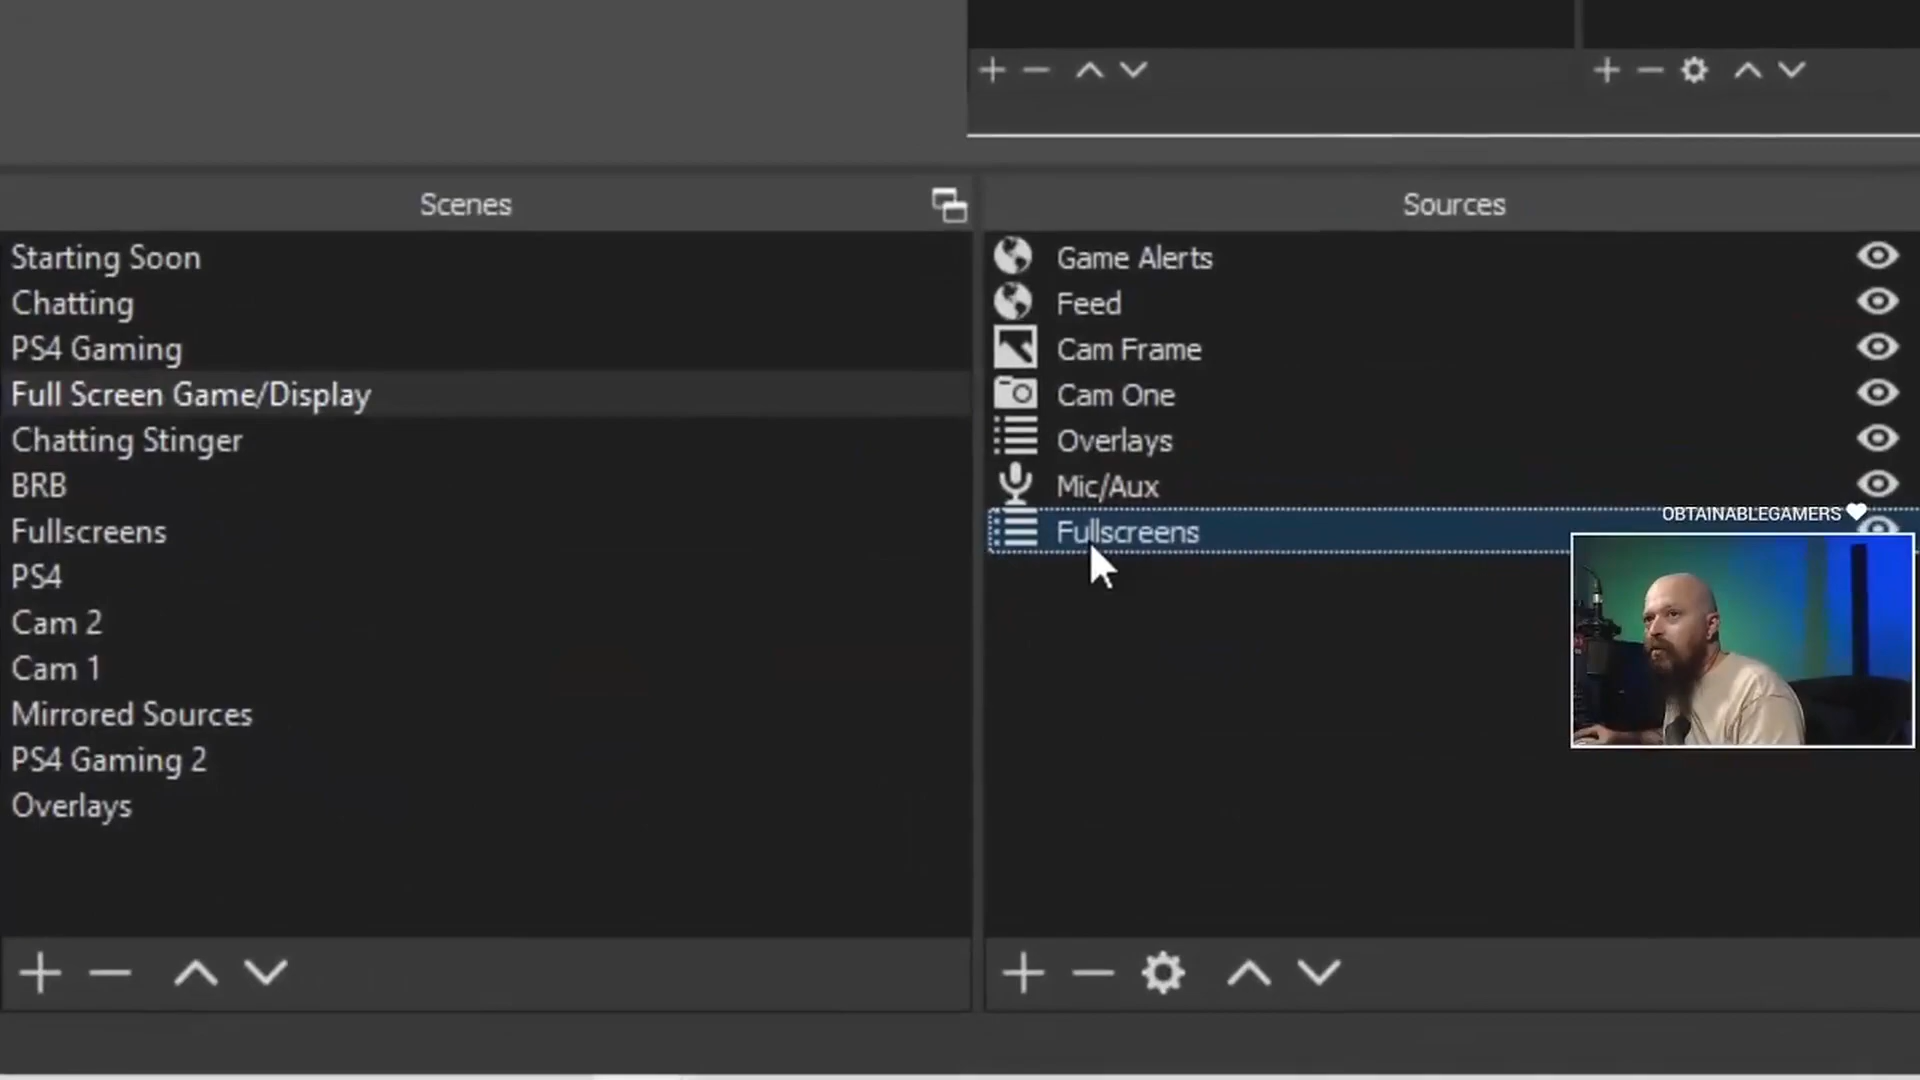 Scenes
Starting Soon
Chatting
PS4 Gaming
Full Screen Game/Display
Chatting Stinger
BRB
Fullscreens
PS4
Cam 2
Cam 1
Mirrored Sources
PS4 Gaming 2
Overlays
Sources
Game Alerts
Feed
Cam Frame
Cam One
Overlays
Mic/Aux
Fullscreens
OBTAINABLEGAMERS